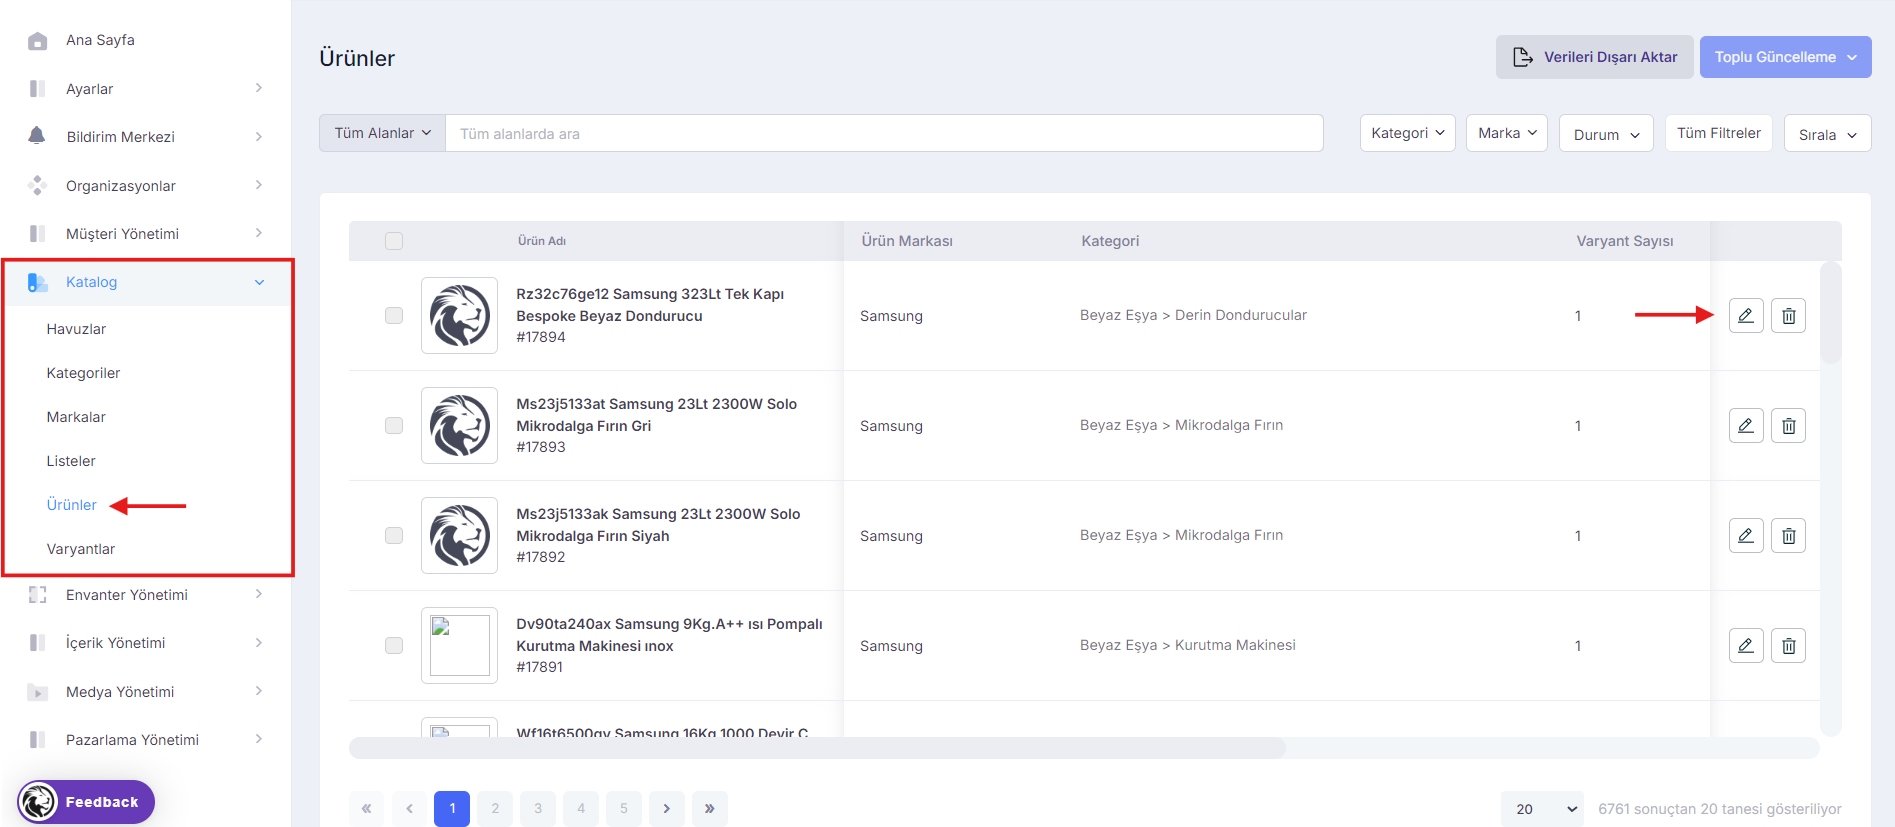 Ana Sayfa
Ayarlar
Bildirim Merkezi
Organizasyonlar
Müşteri Yönetimi
Katalog
Havuzlar
Kategoriler
Markalar
Listeler
Ürünler
Varyantlar
Envanter Yönetimi
İçerik Yönetimi
Medya Yönetimi
Pazarlama Yönetimi
Feedback
Ürünler
Verileri Dışarı Aktar
Toplu Güncelleme
Tüm Alanlar
Tüm alanlarda ara
Kategori
Marka
Durum
Tüm Filtreler
Sırala
Ürün Adı
Ürün Markası
Kategori
Varyant Sayısı
Rz32c76ge12 Samsung 323Lt Tek Kapı
Bespoke Beyaz Dondurucu
#17894
Samsung
Beyaz Eşya > Derin Dondurucular
1
Ms23j5133at Samsung 23Lt 2300W Solo
Mikrodalga Fırın Gri
#17893
Samsung
Beyaz Eşya > Mikrodalga Fırın
1
Ms23j5133ak Samsung 23Lt 2300W Solo
Mikrodalga Fırın Siyah
#17892
Samsung
Beyaz Eşya > Mikrodalga Fırın
1
Dv90ta240ax Samsung 9Kg.A++ ısı Pompalı
Kurutma Makinesi ınox
#17891
Samsung
Beyaz Eşya > Kurutma Makinesi
1
Wf16t6500gv Samsung 16Kg 1000 Devir C
« ‹ 1 2 3 4 5 › »
20
6761 sonuçtan 20 tanesi gösteriliyor